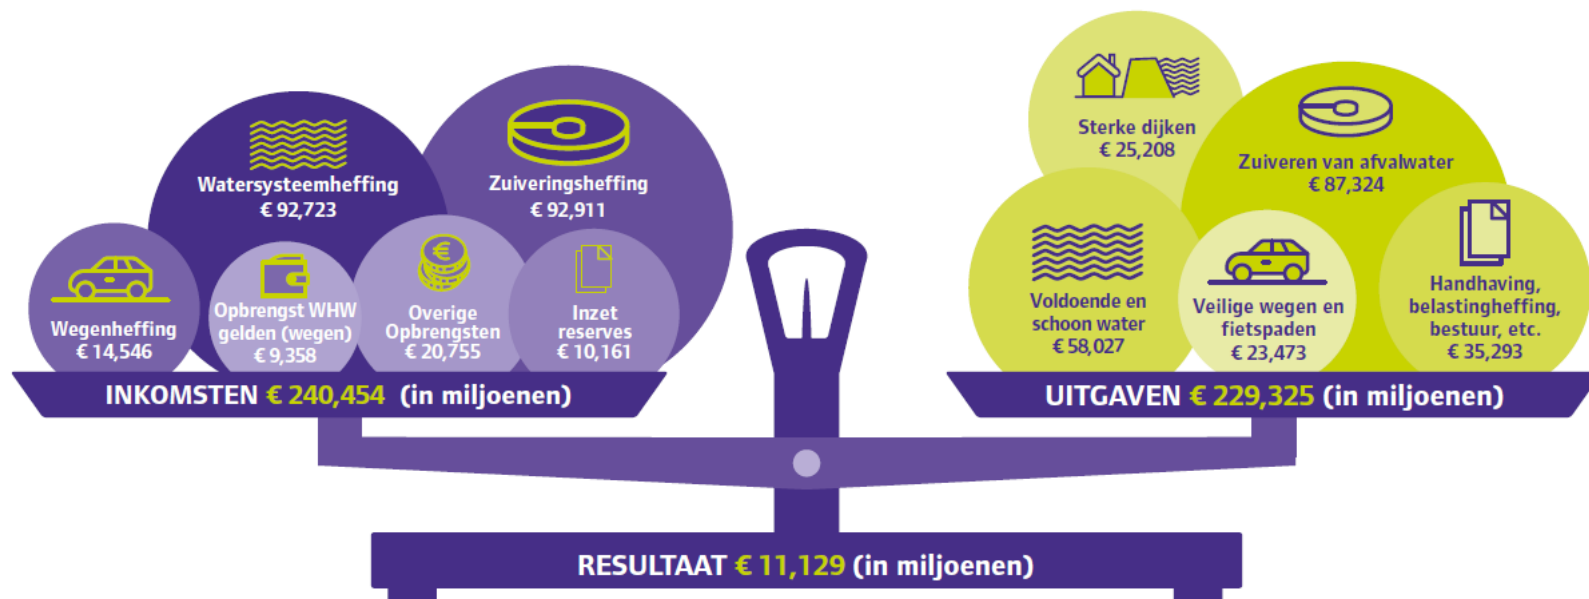 Watersysteemheffing
€ 92,723
Zuiveringsheffing
€ 92,911
Wegenheffing
€ 14,546
Opbrengst WHW
gelden (wegen)
€ 9,358
Overige
Opbrengsten
€ 20,755
Inzet
reserves
€ 10,161
INKOMSTEN € 240,454 (in miljoenen)
Sterke dijken
€ 25,208
Zuiveren van afvalwater
€ 87,324
Voldoende en
schoon water
€ 58,027
Veilige wegen en
fietspaden
€ 23,473
Handhaving,
belastingheffing,
bestuur, etc.
€ 35,293
UITGAVEN € 229,325 (in miljoenen)
RESULTAAT € 11,129 (in miljoenen)